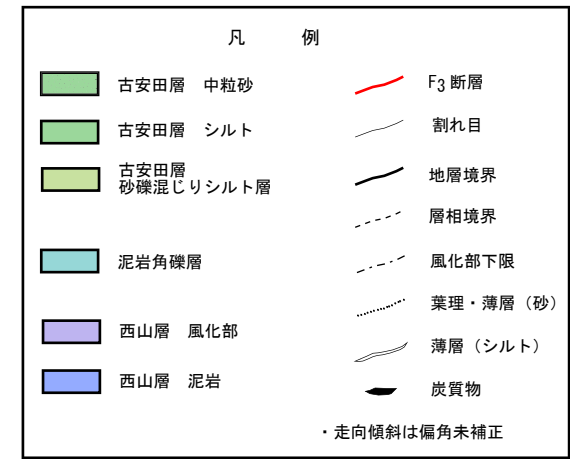 凡 例
古安田層 中粒砂
古安田層 シルト
古安田層
砂礫混じりシルト層
泥岩角礫層
西山層 風化部
西山層 泥岩
F3 断層
割れ目
地層境界
層相境界
風化部下限
葉理・薄層（砂）
薄層（シルト）
炭質物
・走向傾斜は偏角未補正